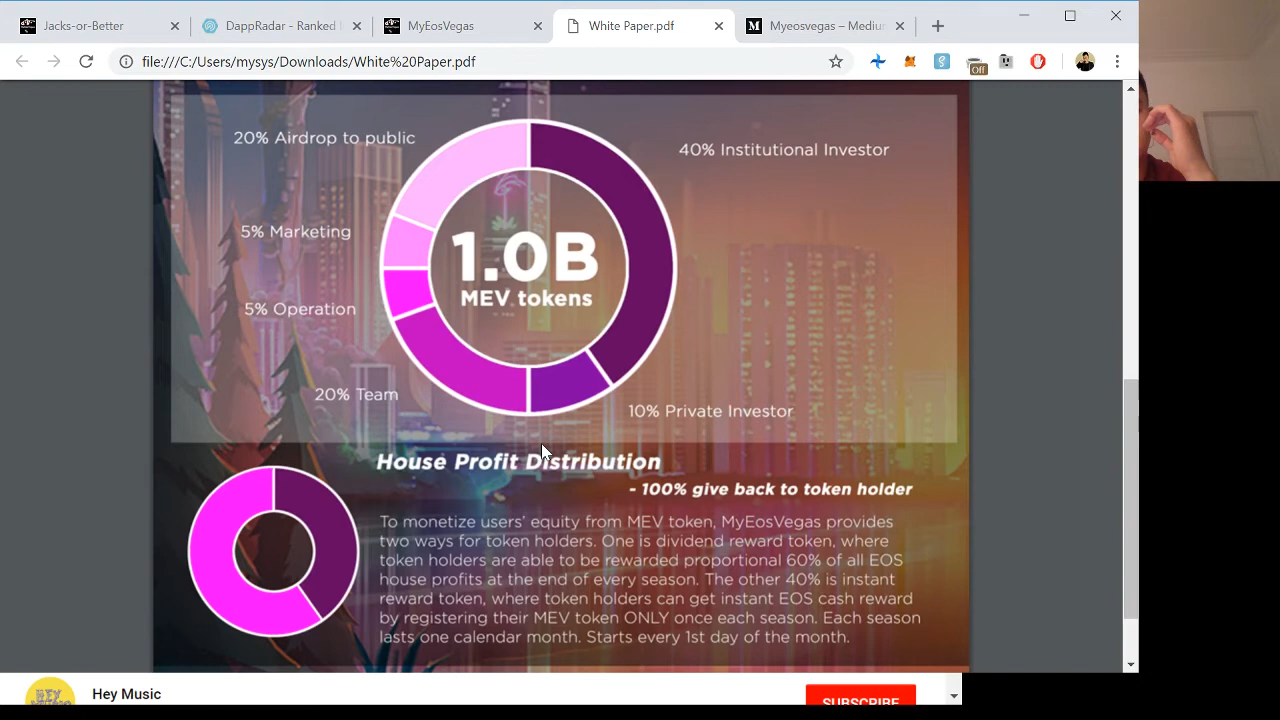 Jacks-or-Better
DappRadar - Ranked
MyEosVegas
White Paper.pdf
Myeosvegas – Medium
file:///C:/Users/mysys/Downloads/White%20Paper.pdf
Off
20% Airdrop to public
40% Institutional Investor
5% Marketing
1.0B
MEV tokens
5% Operation
20% Team
10% Private Investor
House Profit Distribution
- 100% give back to token holder
To monetize users’ equity from MEV token, MyEosVegas provides
two ways for token holders. One is dividend reward token, where
token holders are able to be rewarded proportional 60% of all EOS
house profits at the end of every season. The other 40% is instant
reward token, where token holders can get instant EOS cash reward
by registering their MEV token ONLY once each season. Each season
lasts one calendar month. Starts every 1st day of the month.
HEY
Hey Music
SUBSCRIBE